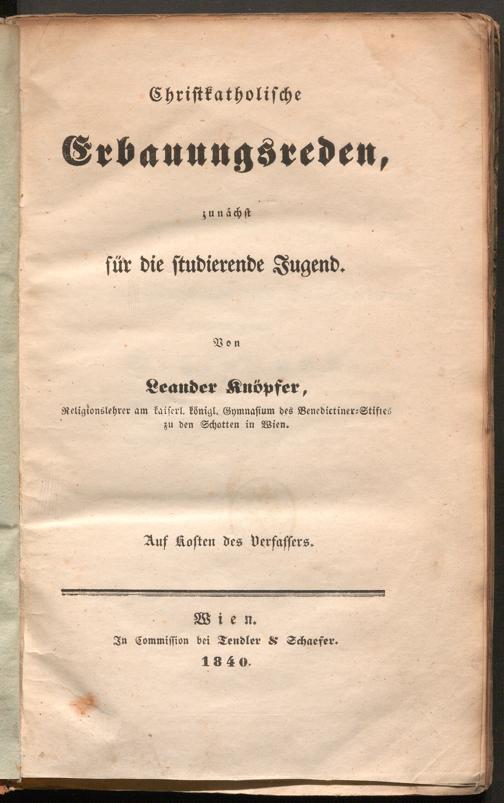 Christkatholische
Erbauungsreden,
zunächst
für die studierende Jugend.
Von
Leander Knöpfer,
Religionslehrer am kaiserl. königl. Gymnasium des Benedictiner-Stiftes
zu den Schotten in Wien.
Auf Kosten des Verfassers.
Wien.
In Commission bei Tendler & Schaefer.
1840.